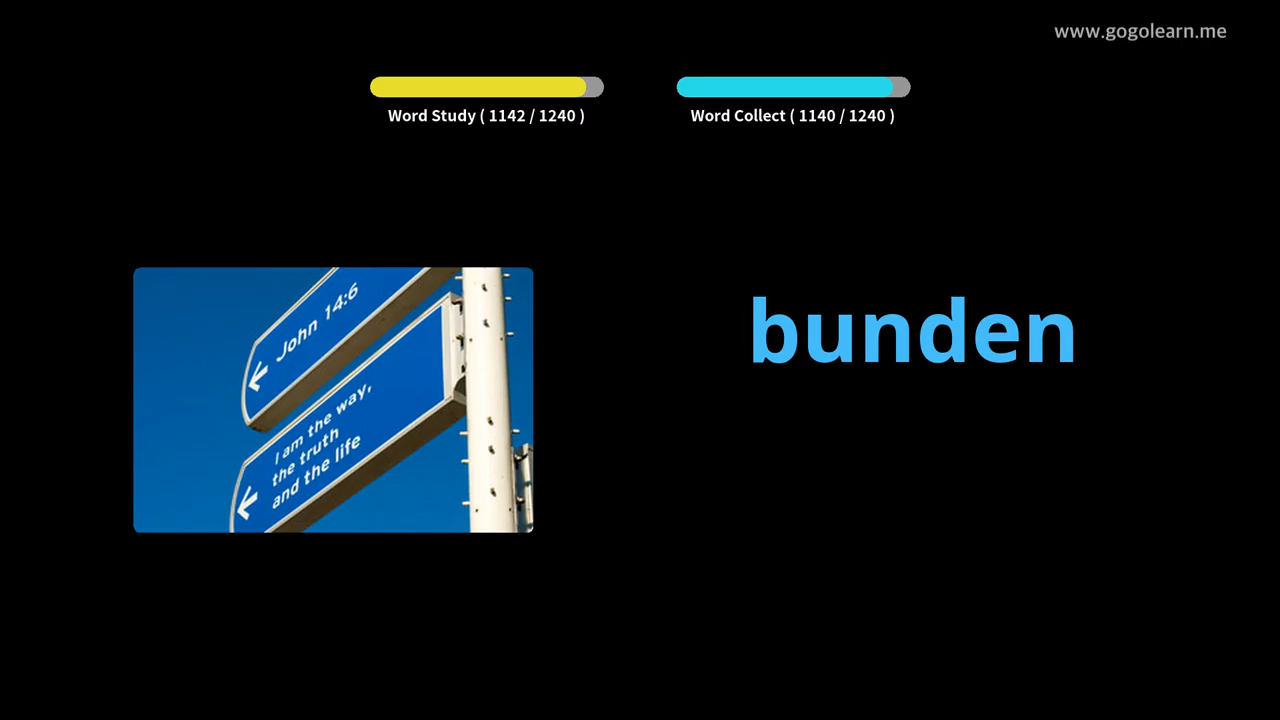 www.gogolearn.me
Word Study ( 1142 / 1240 )
Word Collect ( 1140 / 1240 )
John 14:6
I am the way,
the truth
and the life
bunden